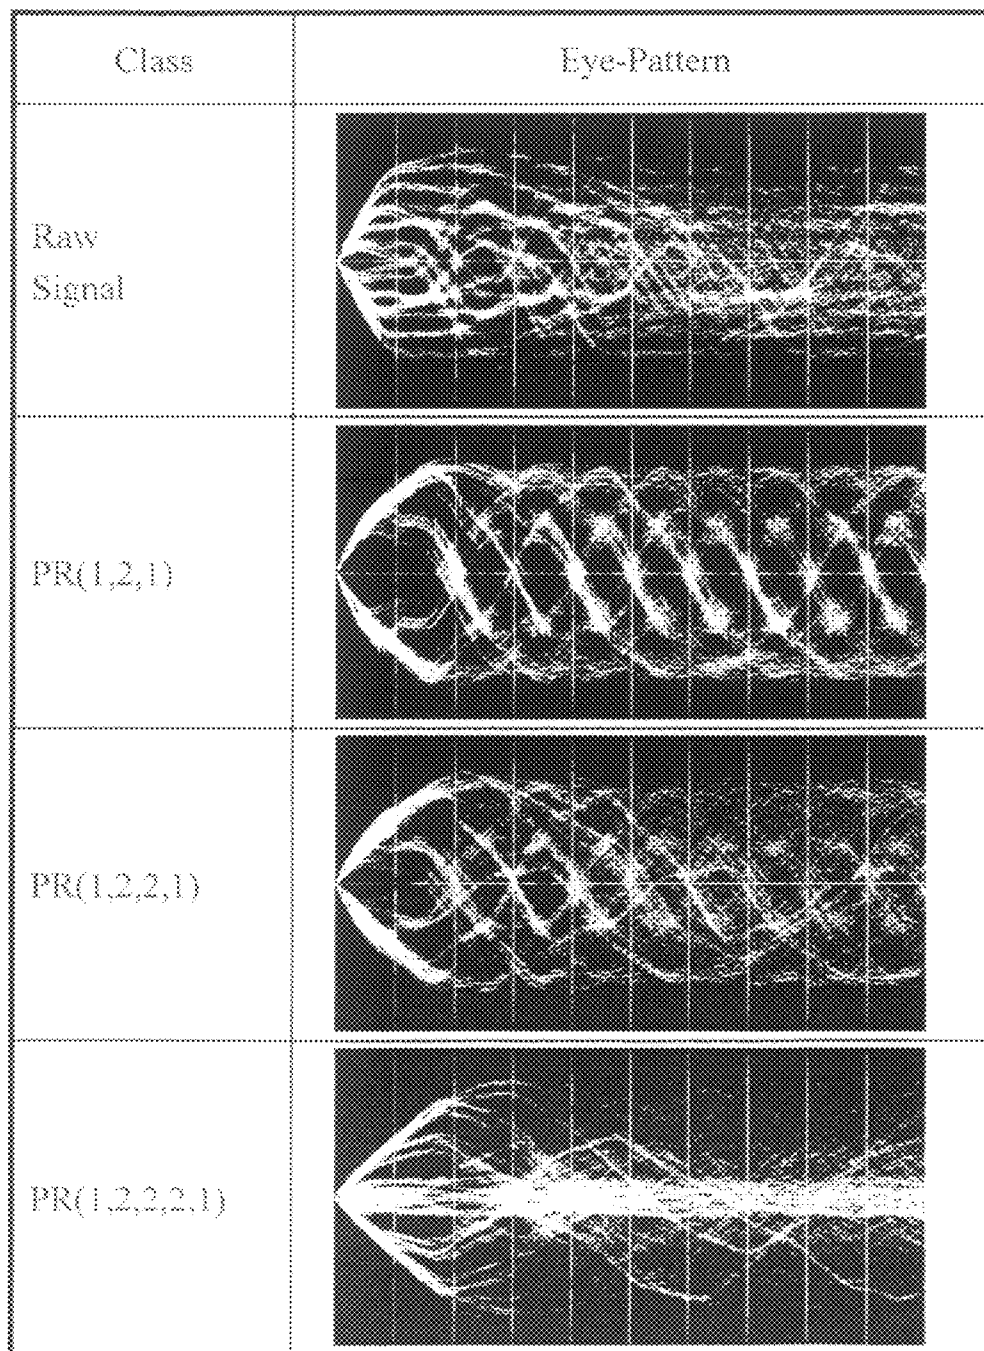 Class
Eye-Pattern
Raw
Signal
PR(1,2,1)
PR(1,2,2,1)
PR(1,2,2,2,1)